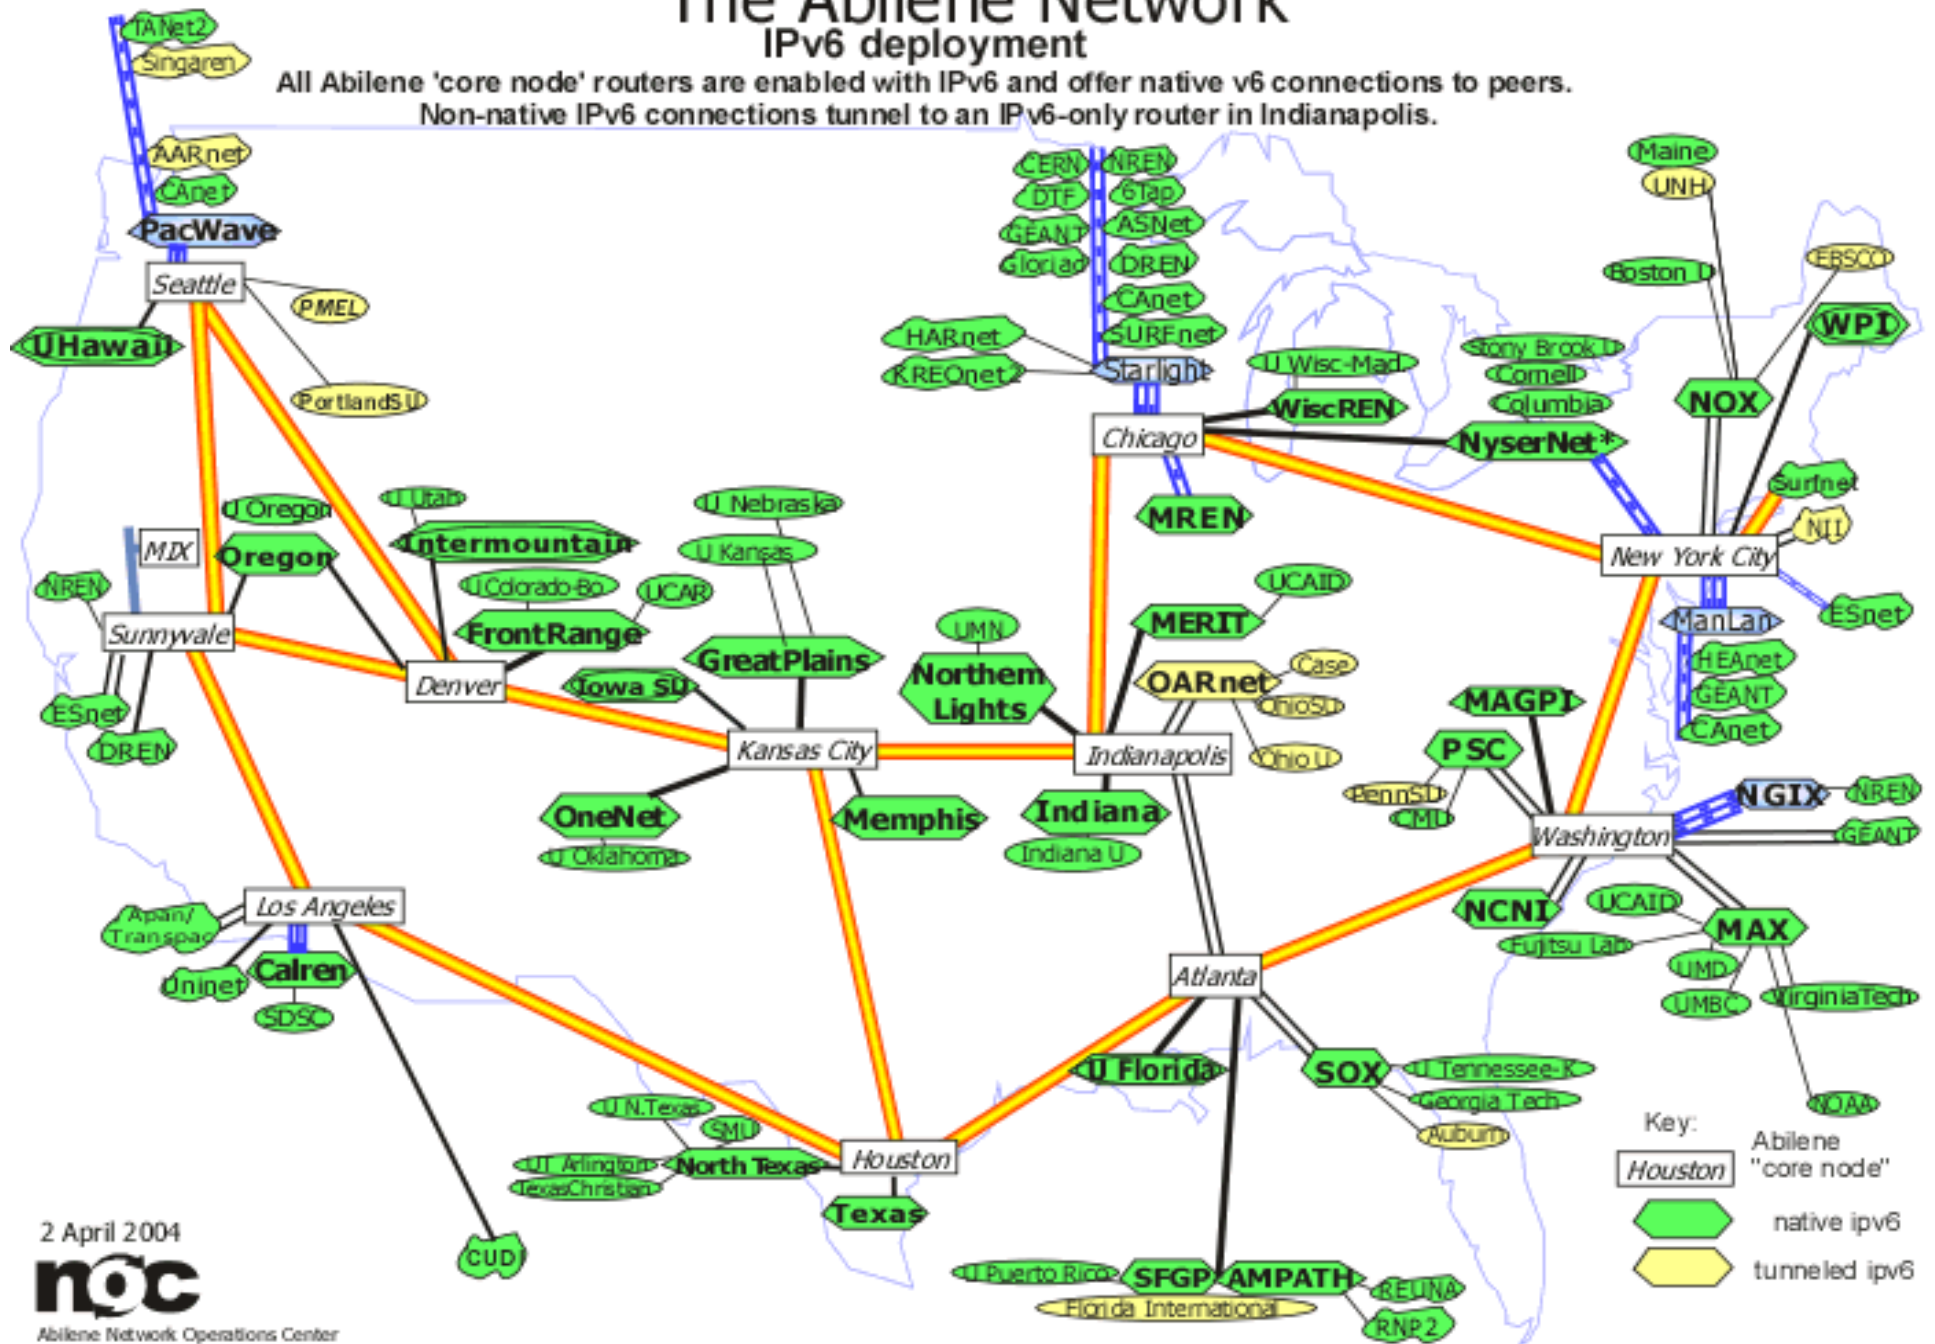 The Abilene Network
IPv6 deployment
All Abilene 'core node' routers are enabled with IPv6 and offer native v6 connections to peers.
Non-native IPv6 connections tunnel to an IPv6-only router in Indianapolis.
TANet2
Singaren
AARnet
CAnet
PacWave
Seattle
PMEL
UHawaii
PortlandSU
CERN
NREN
DTF
6Tap
GEANT
ASNet
Gloriad
DREN
CAnet
HARnet
SURFnet
KREOnet2
Starlight
U Wisc-Mad
WiscREN
Chicago
Stony Brook U
Cornell
Columbia
NyserNet*
MREN
Maine
UNH
Boston U
EBSCO
WPI
NOX
Surfnet
NII
New York City
ESnet
ManLan
HEAnet
GEANT
CAnet
MIX
U Oregon
Oregon
NREN
Sunnyvale
ESnet
DREN
U Utah
Intermountain
U Colorado-Bo
UCAR
FrontRange
Denver
U Nebraska
U Kansas
GreatPlains
Iowa SU
Kansas City
OneNet
U Oklahoma
Memphis
UMN
Northern
Lights
UCAID
MERIT
OARnet
Case
OhioSU
Ohio U
Indianapolis
Indiana
Indiana U
MAGPI
PSC
PennSU
CMU
NGIX
NREN
Washington
GEANT
NCNI
UCAID
MAX
Fujitsu Lab
UMD
UMBC
VirginiaTech
NOAA
Los Angeles
Apan/
Transpac
Uninet
Calren
SDSC
CUDI
Atlanta
U Florida
SOX
U Tennessee-K
Georgia Tech
Auburn
U N.Texas
SMU
UT Arlington
North Texas
TexasChristian
Houston
Texas
U Puerto Rico
SFGP
AMPATH
REUNA
Florida International
RNP2
Key:
Houston
Abilene
"core node"
native ipv6
tunneled ipv6
2 April 2004
noc
Abilene Network Operations Center